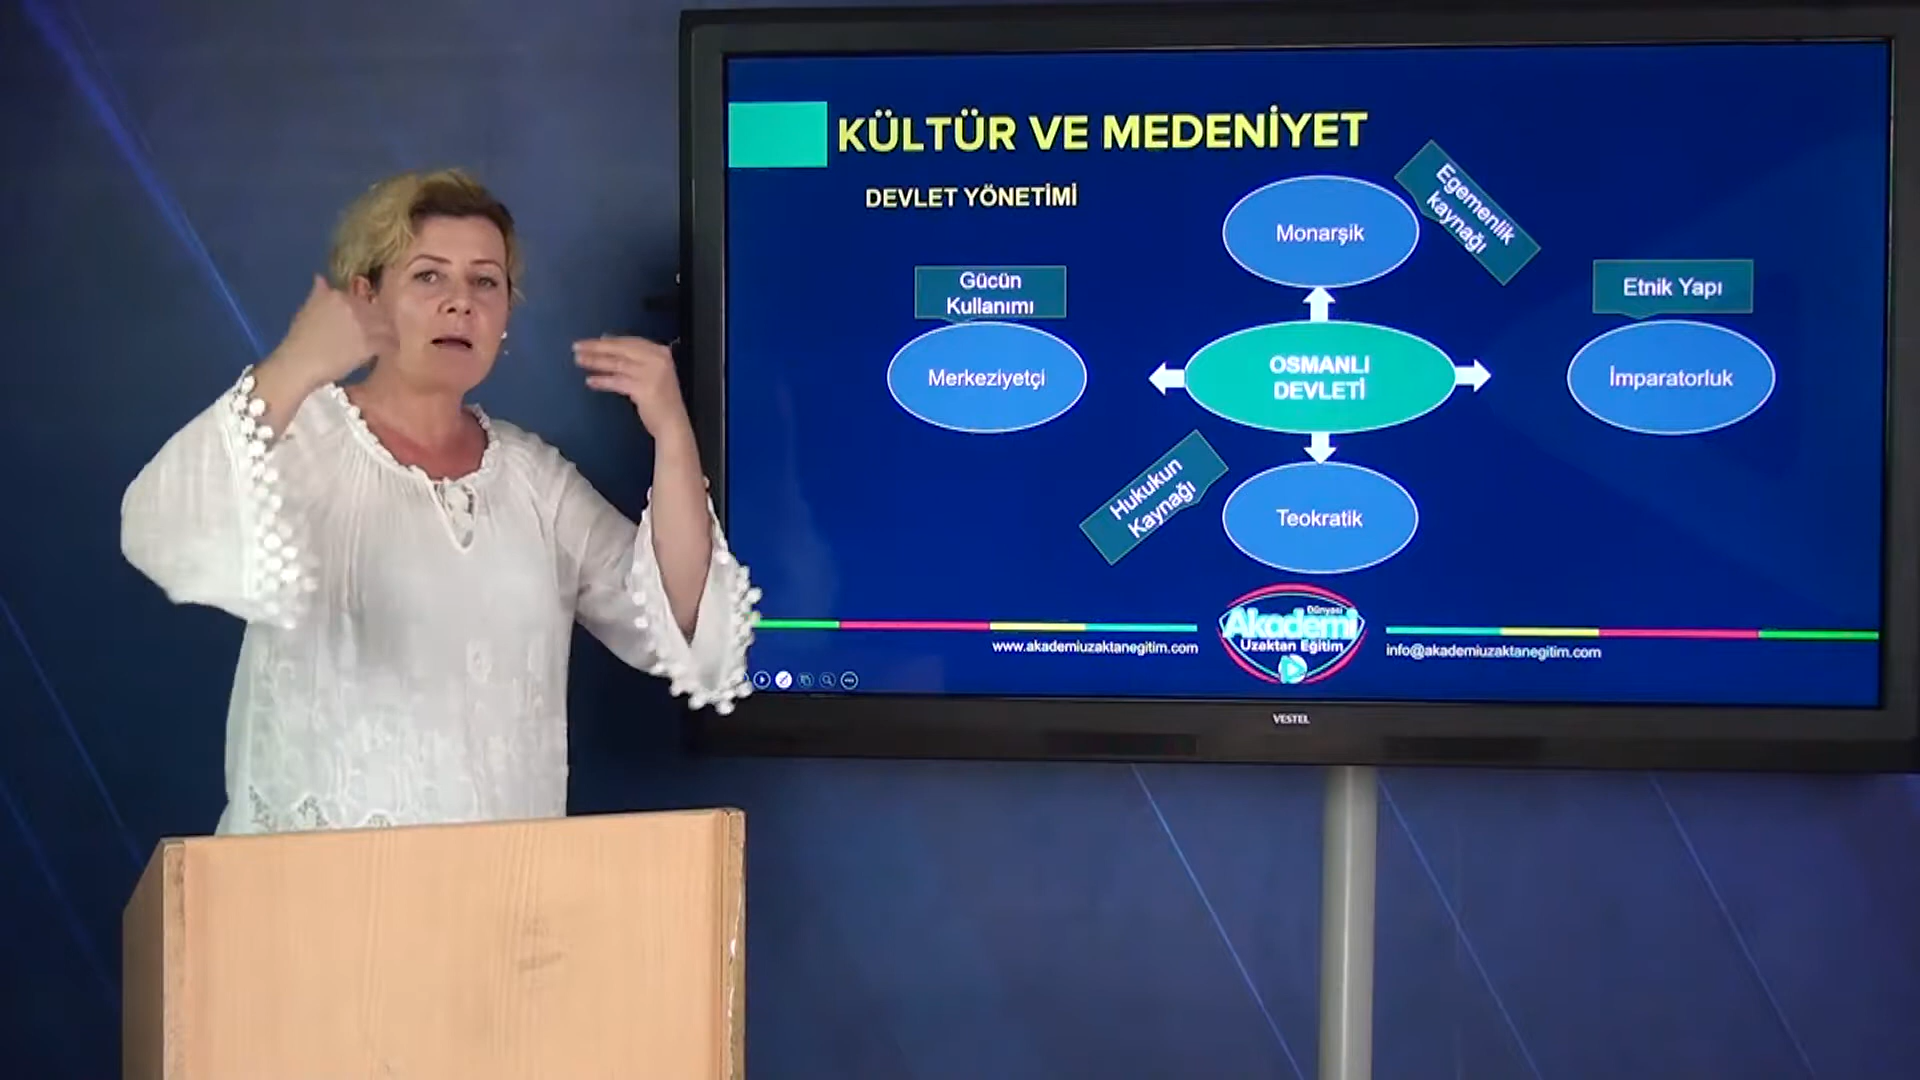 KÜLTÜR VE MEDENİYET
DEVLET YÖNETİMİ
Monarşik
Egemenlik
kaynağı
Gücün
Kullanımı
Etnik Yapı
Merkeziyetçi
OSMANLI
DEVLETİ
İmparatorluk
Hukukun
Kaynağı
Teokratik
Dünyası
Akademi
Uzaktan Eğitim
www.akademiuzaktanegitim.com
info@akademiuzaktanegitim.com
VESTEL